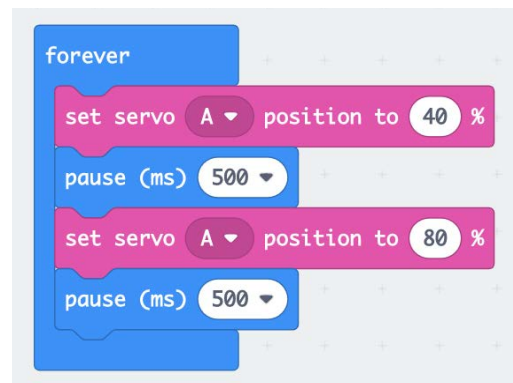 forever
set servo A position to 40 %
pause (ms) 500
set servo A position to 80 %
pause (ms) 500